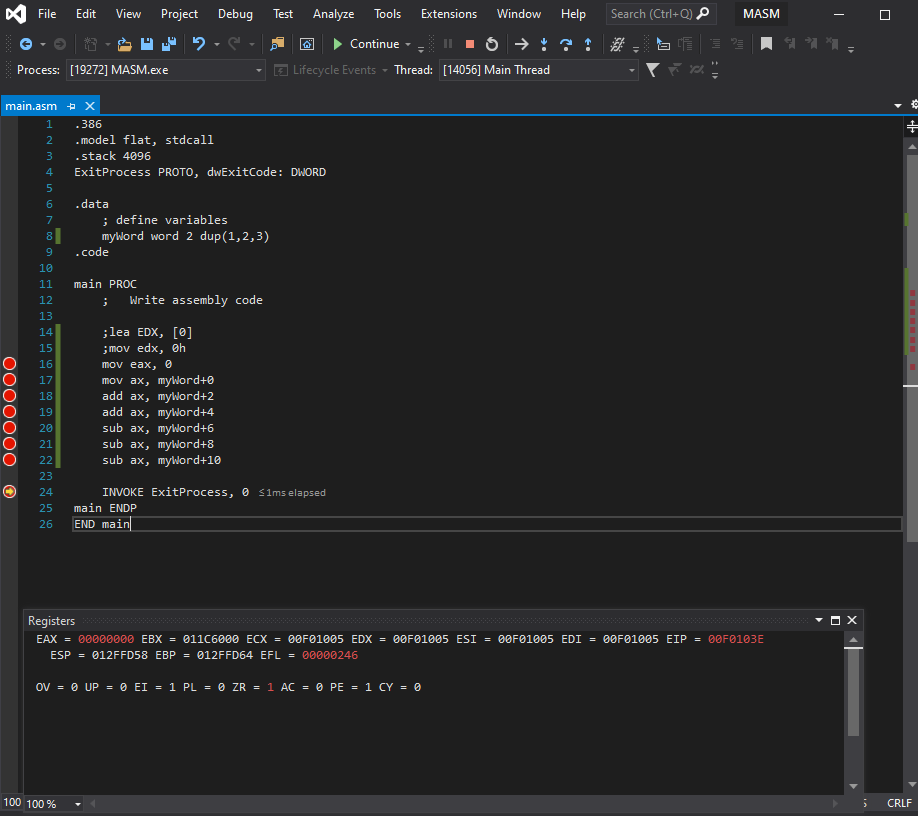 File Edit View Project Debug Test Analyze Tools Extensions Window Help Search (Ctrl+Q) MASM
Continue
Process: [19272] MASM.exe Lifecycle Events Thread: [14056] Main Thread
main.asm
1 .386
2 .model flat, stdcall
3 .stack 4096
4 ExitProcess PROTO, dwExitCode: DWORD
5
6 .data
7 ; define variables
8 myWord word 2 dup(1,2,3)
9 .code
10
11 main PROC
12 ; Write assembly code
13
14 ;lea EDX, [0]
15 ;mov edx, 0h
16 mov eax, 0
17 mov ax, myWord+0
18 add ax, myWord+2
19 add ax, myWord+4
20 sub ax, myWord+6
21 sub ax, myWord+8
22 sub ax, myWord+10
23
24 INVOKE ExitProcess, 0 ≤1ms elapsed
25 main ENDP
26 END main
Registers
EAX = 00000000 EBX = 011C6000 ECX = 00F01005 EDX = 00F01005 ESI = 00F01005 EDI = 00F01005 EIP = 00F0103E
ESP = 012FFD58 EBP = 012FFD64 EFL = 00000246
OV = 0 UP = 0 EI = 1 PL = 0 ZR = 1 AC = 0 PE = 1 CY = 0
100 100 % CRLF